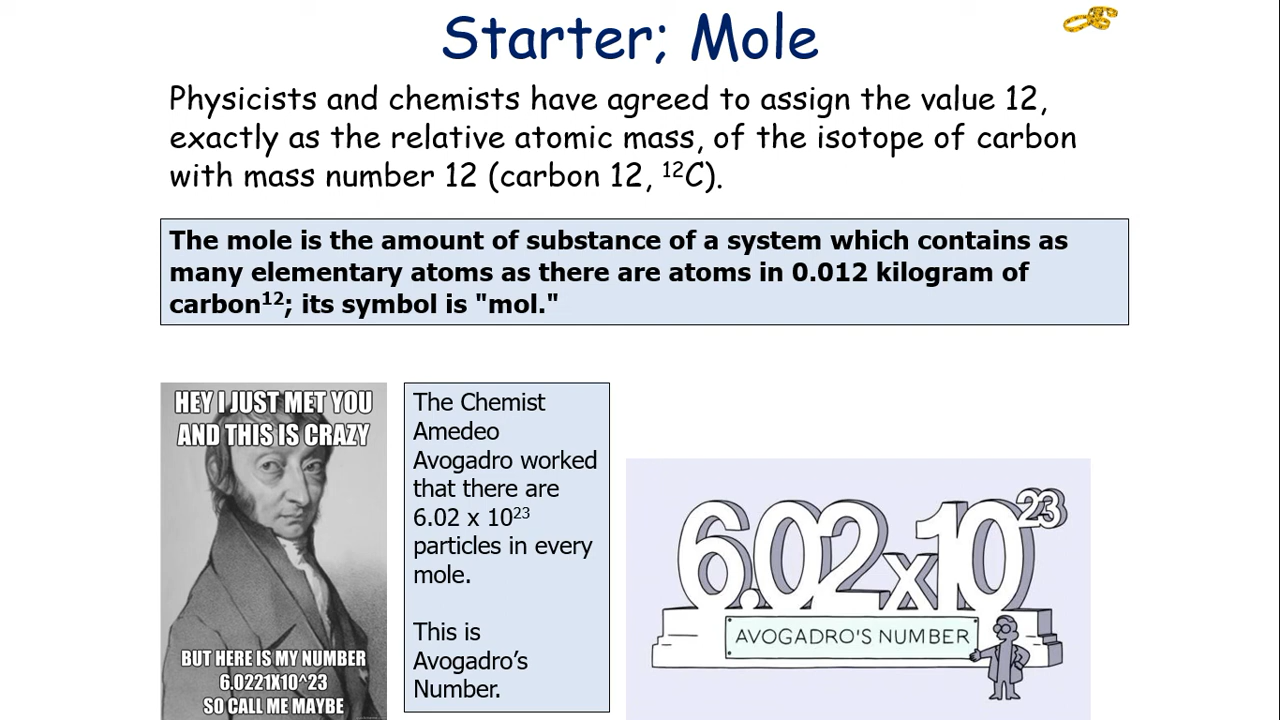 Starter; Mole
Physicists and chemists have agreed to assign the value 12,
exactly as the relative atomic mass, of the isotope of carbon
with mass number 12 (carbon 12, ¹²C).
The mole is the amount of substance of a system which contains as
many elementary atoms as there are atoms in 0.012 kilogram of
carbon¹²; its symbol is "mol."
HEY I JUST MET YOU
AND THIS IS CRAZY
BUT HERE IS MY NUMBER
6.0221X10^23
SO CALL ME MAYBE
The Chemist
Amedeo
Avogadro worked
that there are
6.02 x 10²³
particles in every
mole.
This is
Avogadro’s
Number.
6.02x10²³
AVOGADRO'S NUMBER